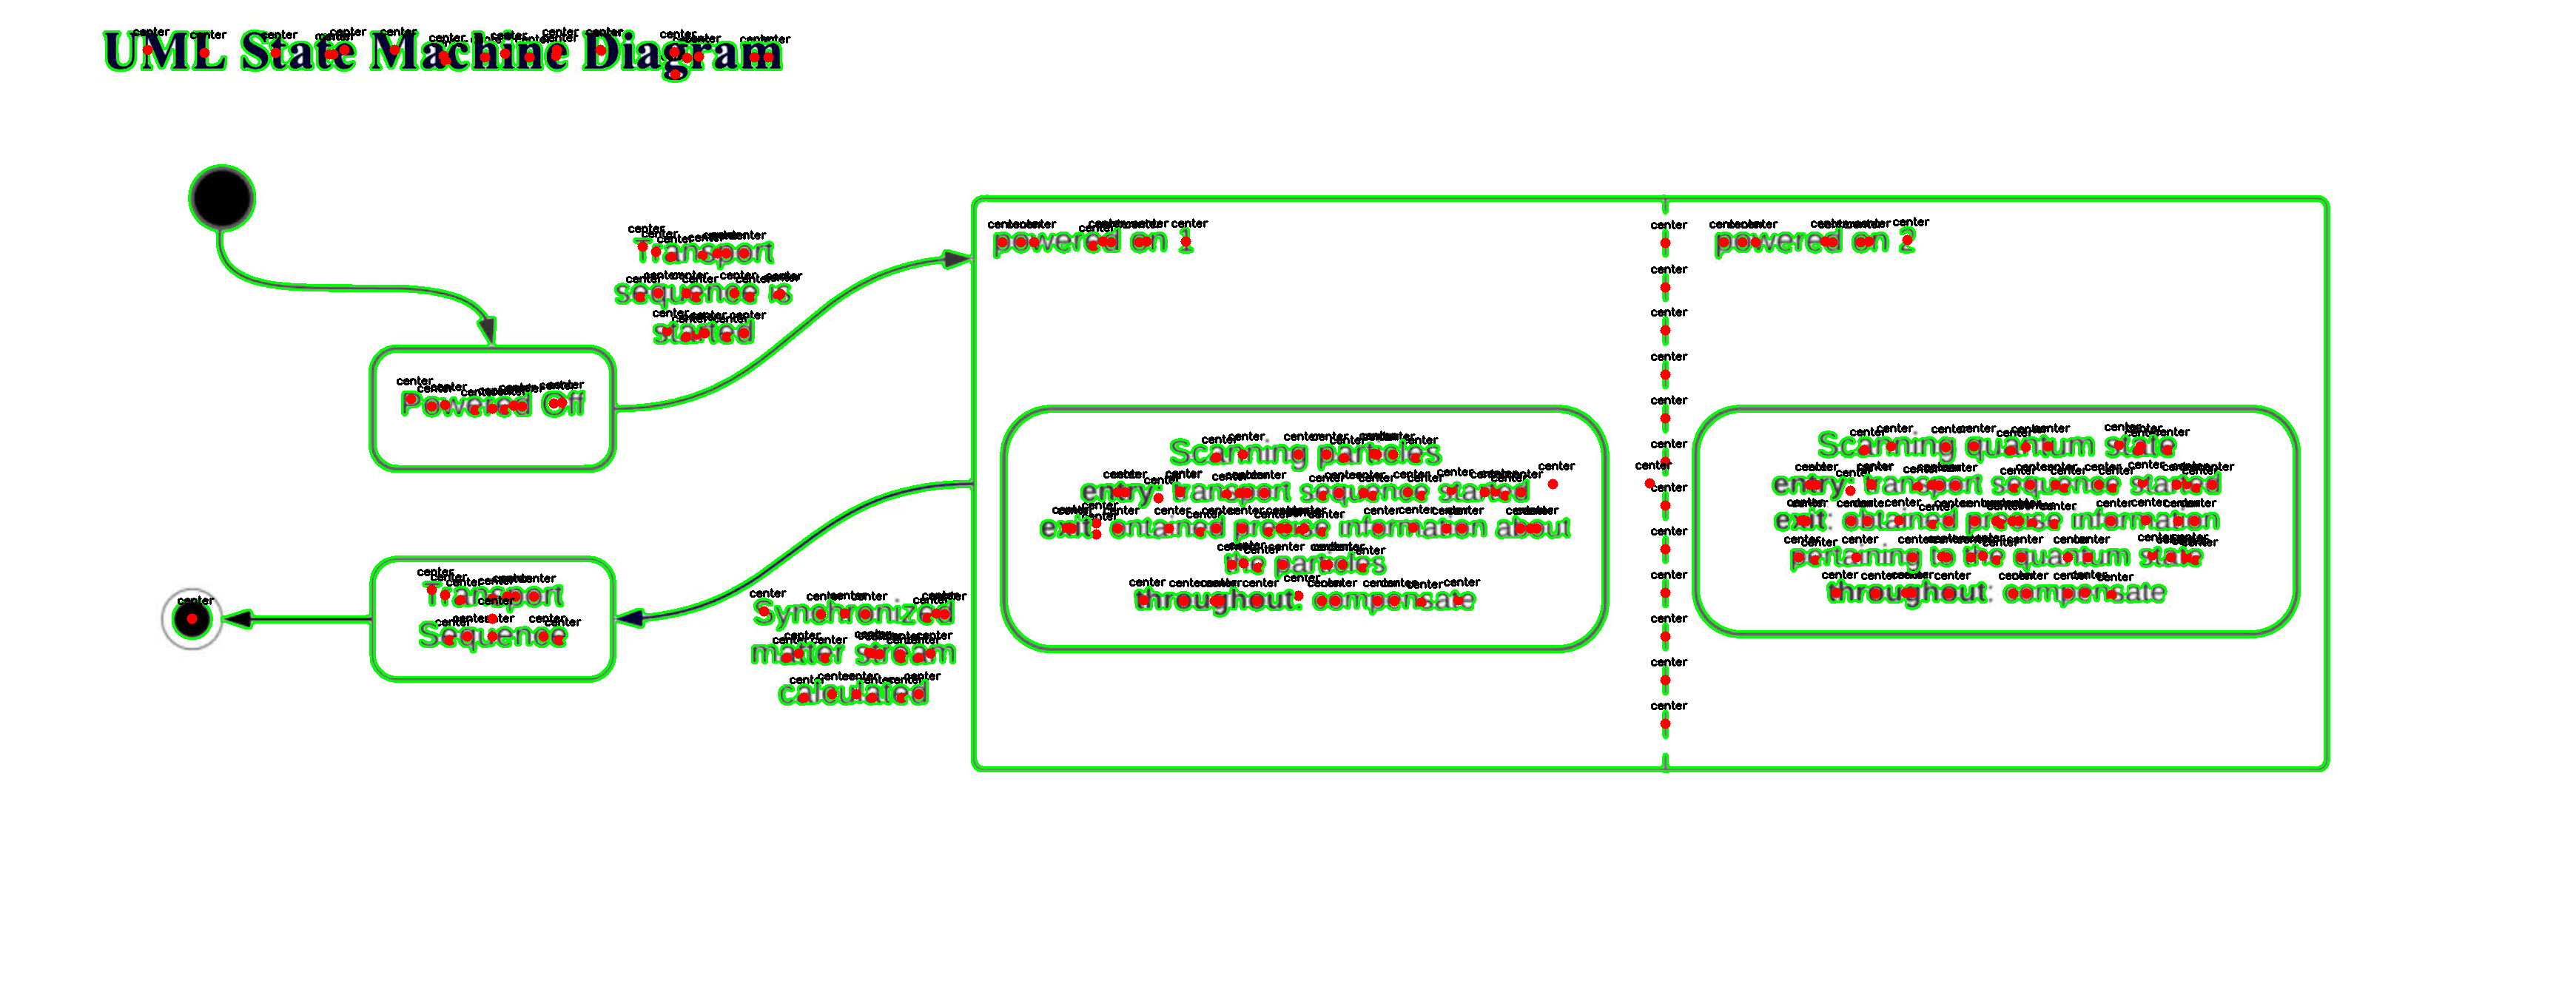 UML State Machine Diagram
Transport
sequence is
started
powered on 1
powered on 2
Powered Off
Scanning particles
entry: transport sequence started
exit: ontained precise information about
the particles
throughout: compensate
Scanning quantum state
entry: transport sequence started
exit: obtained precise information
pertaining to the quantum state
throughout: compensate
Transport
Sequence
Synchronized
matter stream
calculated
center